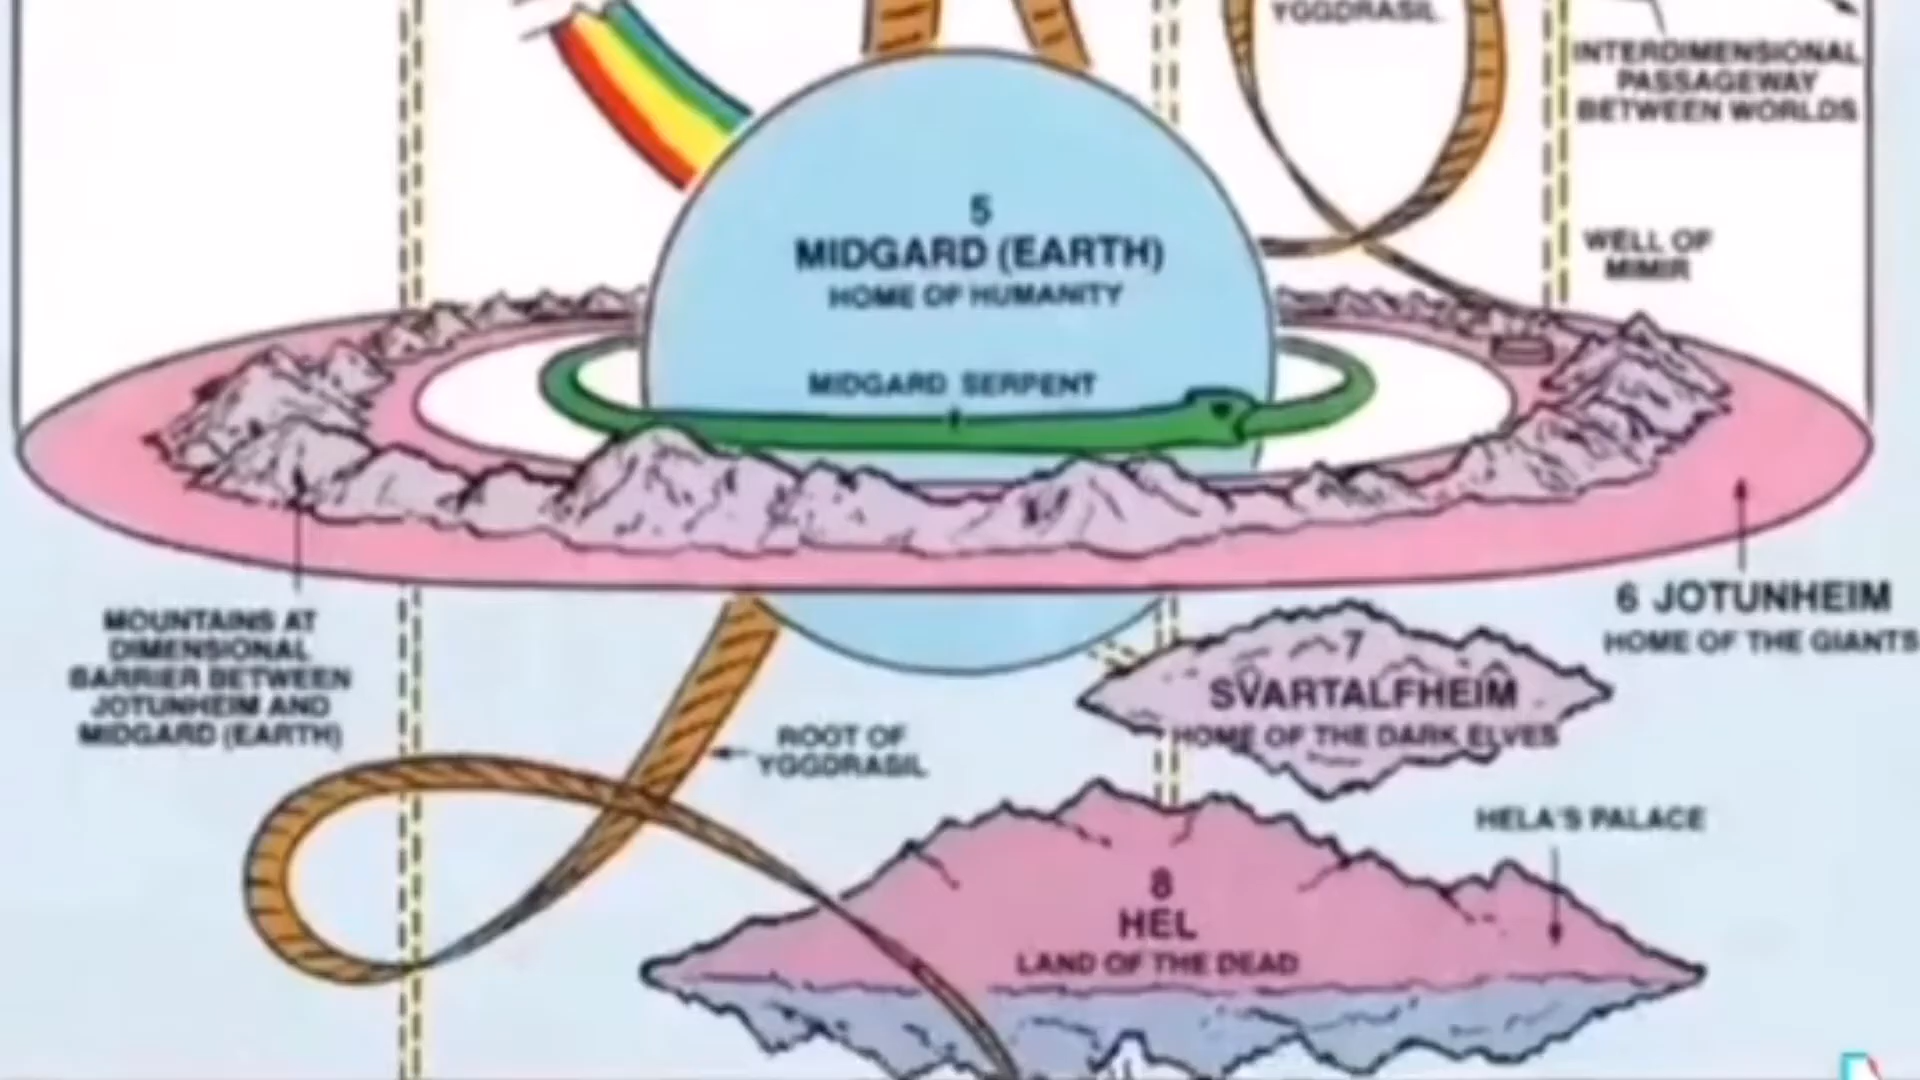 YGGDRASIL
INTERDIMENSIONAL
PASSAGEWAY
BETWEEN WORLDS
5
MIDGARD (EARTH)
HOME OF HUMANITY
WELL OF
MIMIR
MIDGARD SERPENT
6 JOTUNHEIM
HOME OF THE GIANTS
MOUNTAINS AT
DIMENSIONAL
BARRIER BETWEEN
JOTUNHEIM AND
MIDGARD (EARTH)
7
SVARTALFHEIM
HOME OF THE DARK ELVES
ROOT OF
YGGDRASIL
HELA'S PALACE
8
HEL
LAND OF THE DEAD